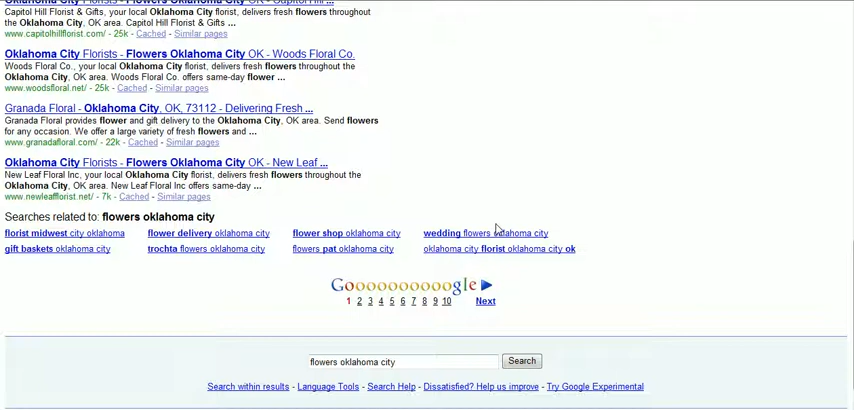 Oklahoma City Florists - Flowers Oklahoma City OK - Capitol Hill ...
Capitol Hill Florist & Gifts, your local Oklahoma City florist, delivers fresh flowers throughout
the Oklahoma City, OK area. Capitol Hill Florist & Gifts ...
www.capitolhillflorist.com/ - 25k - Cached - Similar pages
Oklahoma City Florists - Flowers Oklahoma City OK - Woods Floral Co.
Woods Floral Co., your local Oklahoma City florist, delivers fresh flowers throughout the
Oklahoma City, OK area. Woods Floral Co. offers same-day flower ...
www.woodsfloral.net/ - 25k - Cached - Similar pages
Granada Floral - Oklahoma City, OK, 73112 - Delivering Fresh ...
Granada Floral provides flower and gift delivery to the Oklahoma City, OK area. Send flowers
for any occasion. We offer a large variety of fresh flowers and ...
www.granadafloral.com/ - 22k - Cached - Similar pages
Oklahoma City Florists - Flowers Oklahoma City OK - New Leaf ...
New Leaf Floral Inc, your local Oklahoma City florist, delivers fresh flowers throughout the
Oklahoma City, OK area. New Leaf Floral Inc offers same-day ...
www.newleafflorist.net/ - 7k - Cached - Similar pages
Searches related to: flowers oklahoma city
florist midwest city oklahoma flower delivery oklahoma city flower shop oklahoma city wedding flowers oklahoma city
gift baskets oklahoma city trochta flowers oklahoma city flowers pat oklahoma city oklahoma city florist oklahoma city ok
Goooooooooogle
1 2 3 4 5 6 7 8 9 10 Next
flowers oklahoma city Search
Search within results - Language Tools - Search Help - Dissatisfied? Help us improve - Try Google Experimental